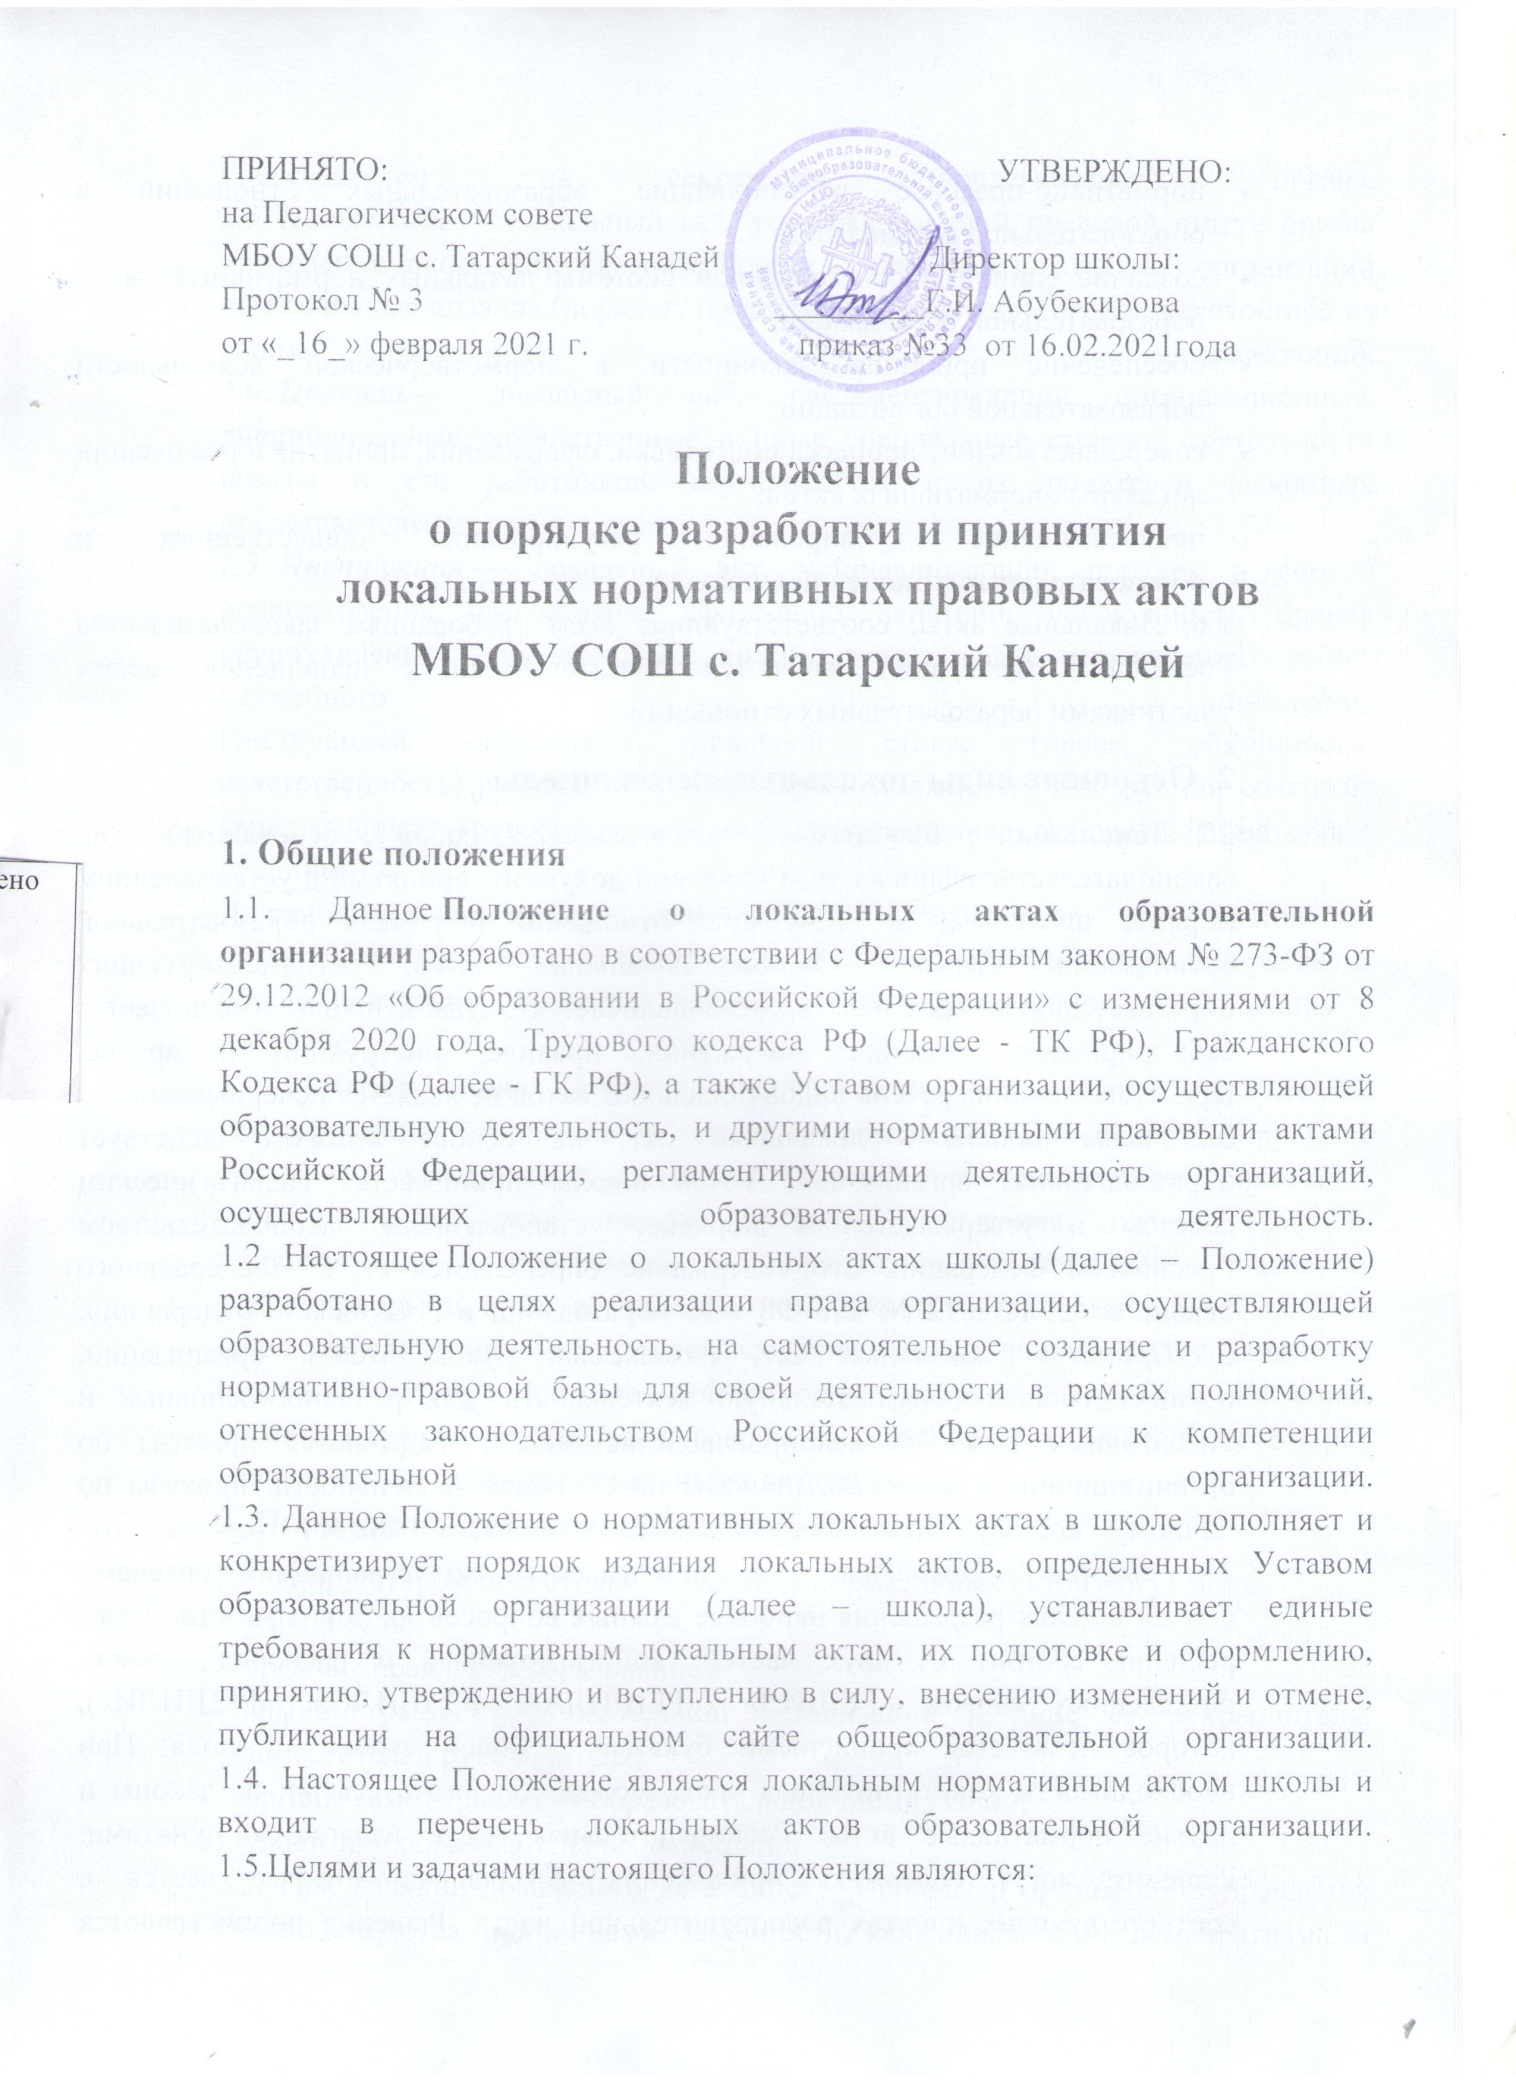 ПРИНЯТО:
на Педагогическом совете
МБОУ СОШ с. Татарский Канадей
Протокол № 3
от «_16_» февраля 2021 г.
УТВЕРЖДЕНО:
Директор школы:
Г.И. Абубекирова
приказ №33 от 16.02.2021года
Муниципальное бюджетное
общеобразовательная школа
Положение
о порядке разработки и принятия
локальных нормативных правовых актов
МБОУ СОШ с. Татарский Канадей
ено
1. Общие положения
1.1. Данное Положение о локальных актах образовательной
организации разработано в соответствии с Федеральным законом № 273-ФЗ от
29.12.2012 «Об образовании в Российской Федерации» с изменениями от 8
декабря 2020 года, Трудового кодекса РФ (Далее - ТК РФ), Гражданского
Кодекса РФ (далее - ГК РФ), а также Уставом организации, осуществляющей
образовательную деятельность, и другими нормативными правовыми актами
Российской Федерации, регламентирующими деятельность организаций,
осуществляющих образовательную деятельность.
1.2 Настоящее Положение о локальных актах школы (далее – Положение)
разработано в целях реализации права организации, осуществляющей
образовательную деятельность, на самостоятельное создание и разработку
нормативно-правовой базы для своей деятельности в рамках полномочий,
отнесенных законодательством Российской Федерации к компетенции
образовательной организации.
1.3. Данное Положение о нормативных локальных актах в школе дополняет и
конкретизирует порядок издания локальных актов, определенных Уставом
образовательной организации (далее – школа), устанавливает единые
требования к нормативным локальным актам, их подготовке и оформлению,
принятию, утверждению и вступлению в силу, внесению изменений и отмене,
публикации на официальном сайте общеобразовательной организации.
1.4. Настоящее Положение является локальным нормативным актом школы и
входит в перечень локальных актов образовательной организации.
1.5.Целями и задачами настоящего Положения являются:
1